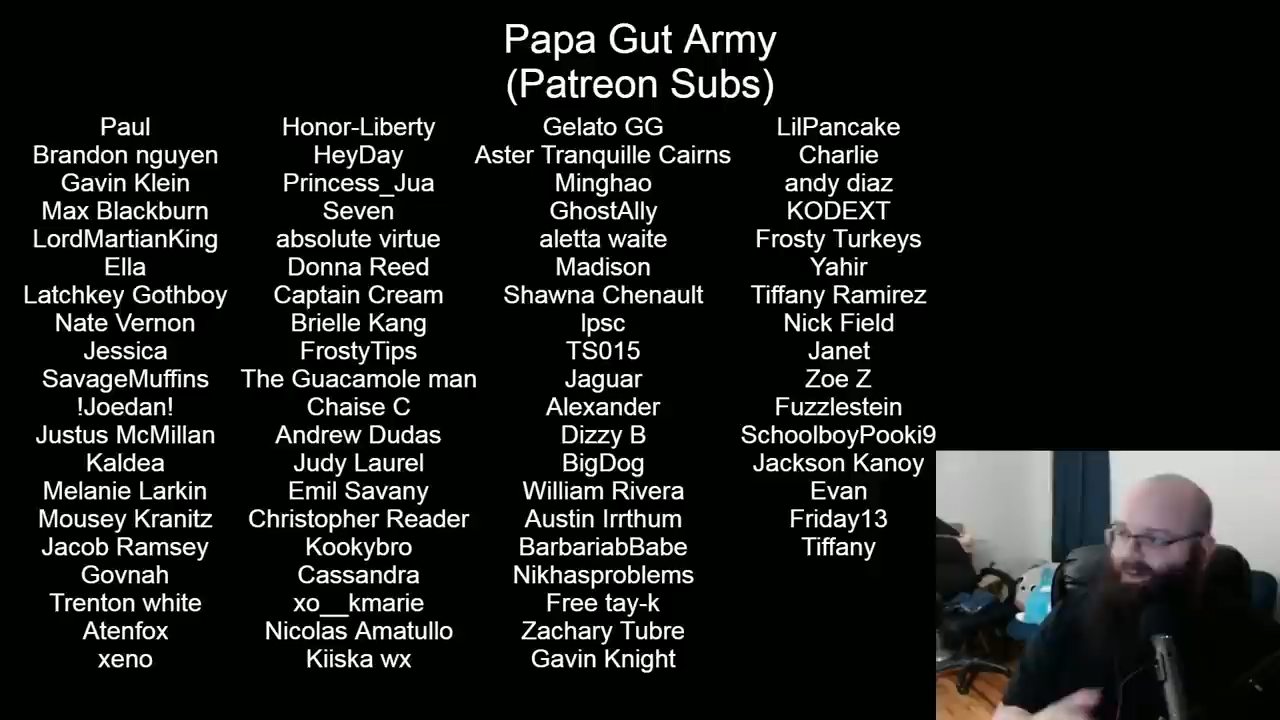 Papa Gut Army
(Patreon Subs)
Paul
Brandon nguyen
Gavin Klein
Max Blackburn
LordMartianKing
Ella
Latchkey Gothboy
Nate Vernon
Jessica
SavageMuffins
!Joedan!
Justus McMillan
Kaldea
Melanie Larkin
Mousey Kranitz
Jacob Ramsey
Govnah
Trenton white
Atenfox
xeno
Honor-Liberty
HeyDay
Princess_Jua
Seven
absolute virtue
Donna Reed
Captain Cream
Brielle Kang
FrostyTips
The Guacamole man
Chaise C
Andrew Dudas
Judy Laurel
Emil Savany
Christopher Reader
Kookybro
Cassandra
xo__kmarie
Nicolas Amatullo
Kiiska wx
Gelato GG
Aster Tranquille Cairns
Minghao
GhostAlly
aletta waite
Madison
Shawna Chenault
lpsc
TS015
Jaguar
Alexander
Dizzy B
BigDog
William Rivera
Austin Irrthum
BarbariabBabe
Nikhasproblems
Free tay-k
Zachary Tubre
Gavin Knight
LilPancake
Charlie
andy diaz
KODEXT
Frosty Turkeys
Yahir
Tiffany Ramirez
Nick Field
Janet
Zoe Z
Fuzzlestein
SchoolboyPooki9
Jackson Kanoy
Evan
Friday13
Tiffany